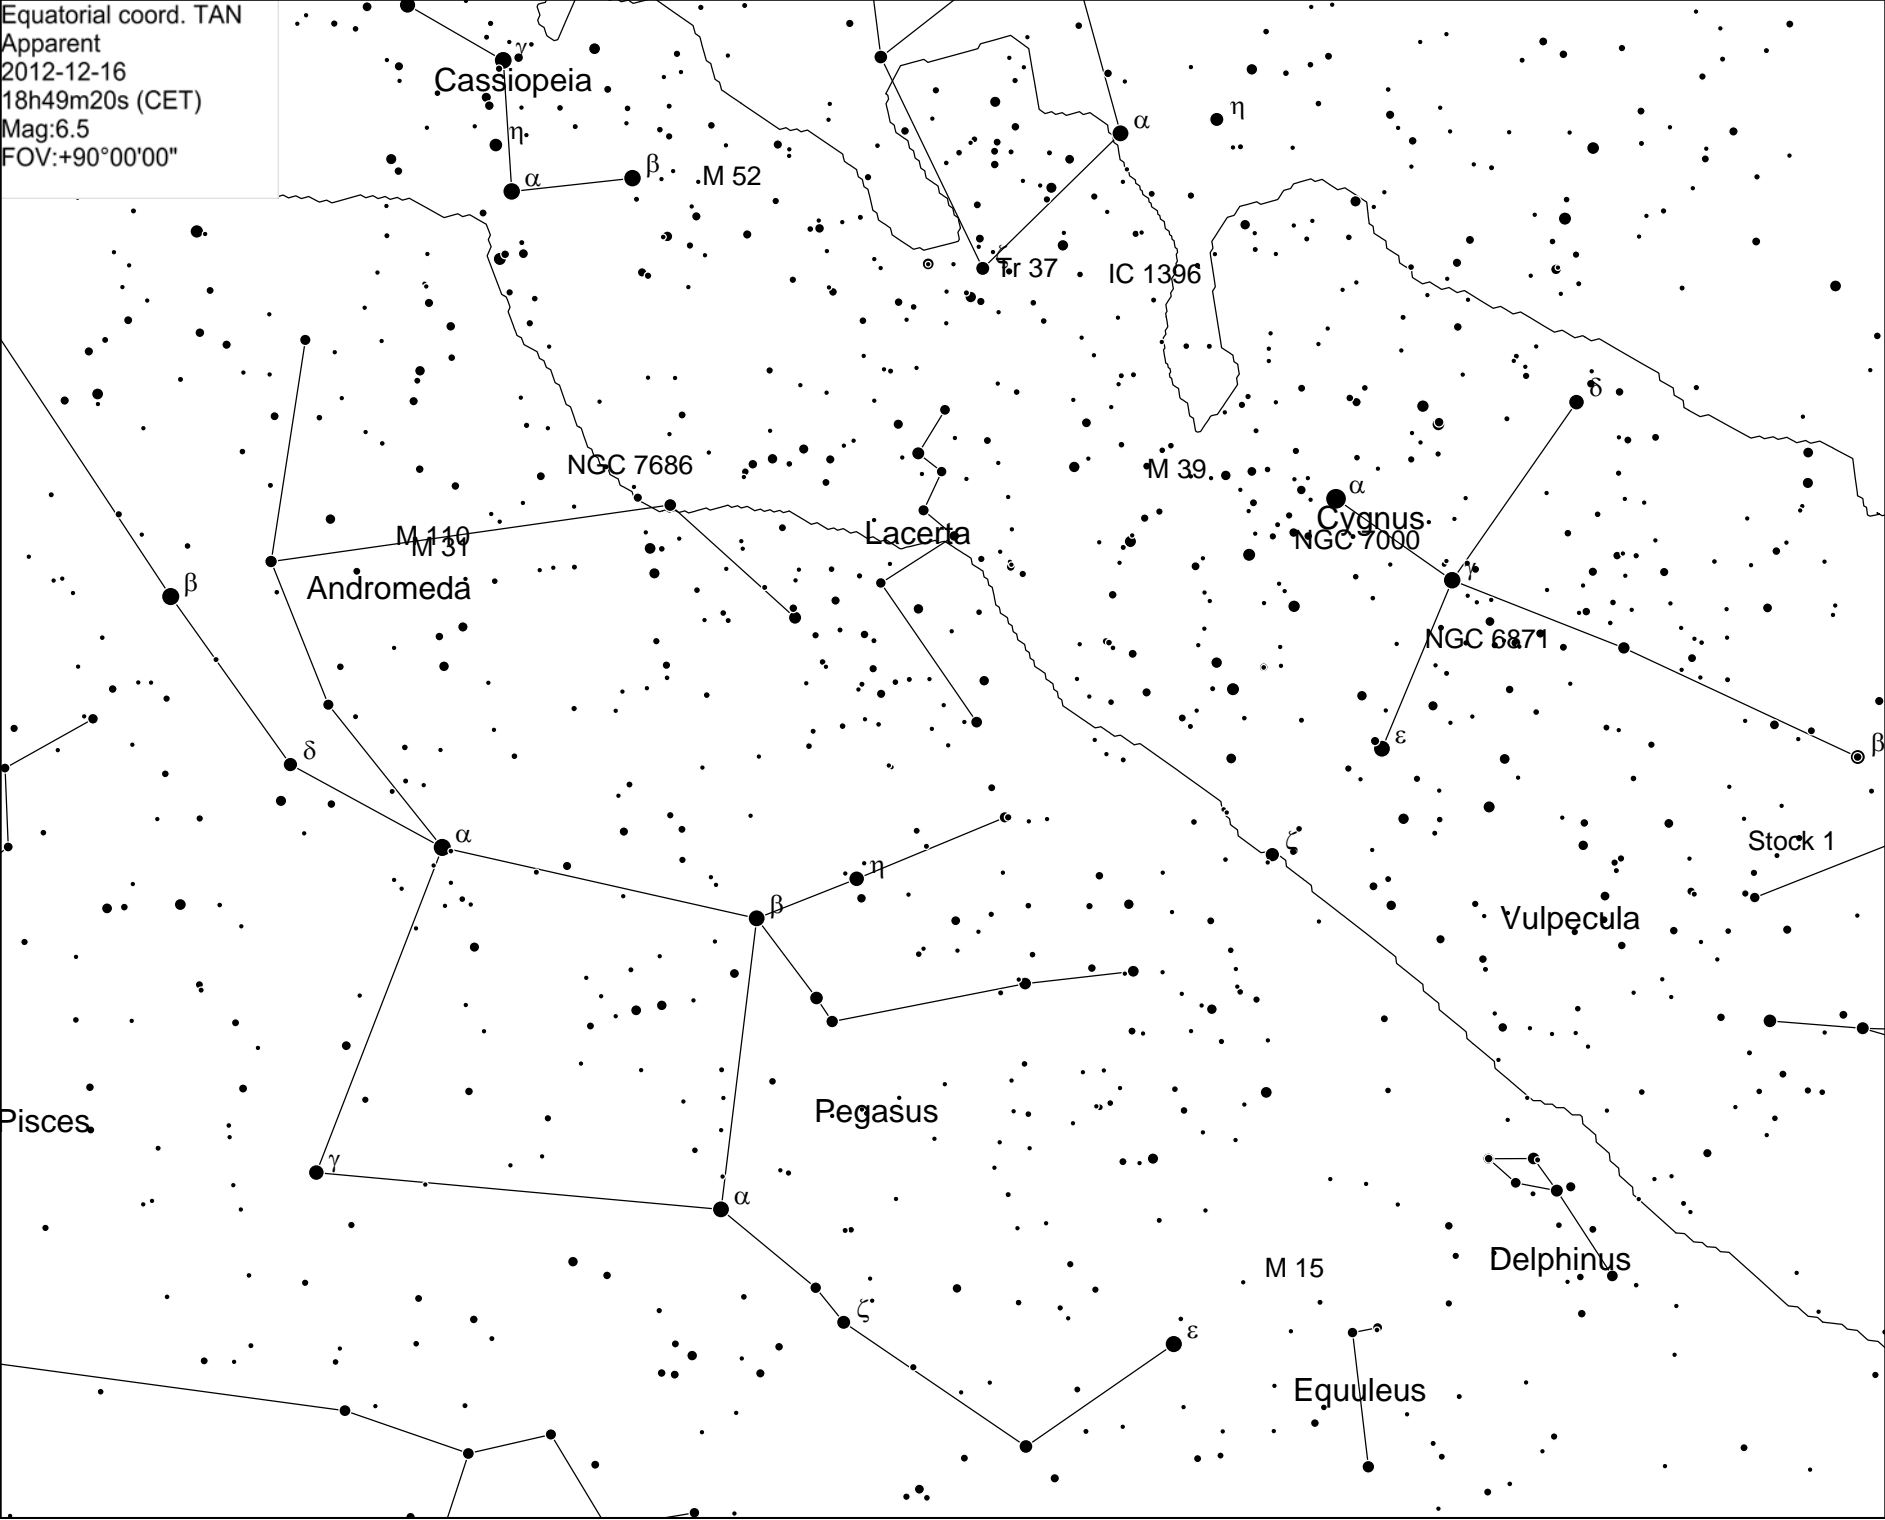 Equatorial coord. TAN
Apparent
2012-12-16
18h49m20s (CET)
Mag:6.5
FOV:+90°00'00"
γ
Cassiopeia
η
α
β
M 52
α
η
ζ
Tr 37
IC 1396
δ
NGC 7686
M 39
α
Cygnus
NGC 7000
Lacerta
M 110
M 31
Andromeda
β
γ
NGC 6871
δ
ε
β
α
ζ
Stock 1
η
β
Vulpecula
Pegasus
Pisces
γ
α
Delphinus
M 15
ζ
ε
Equuleus